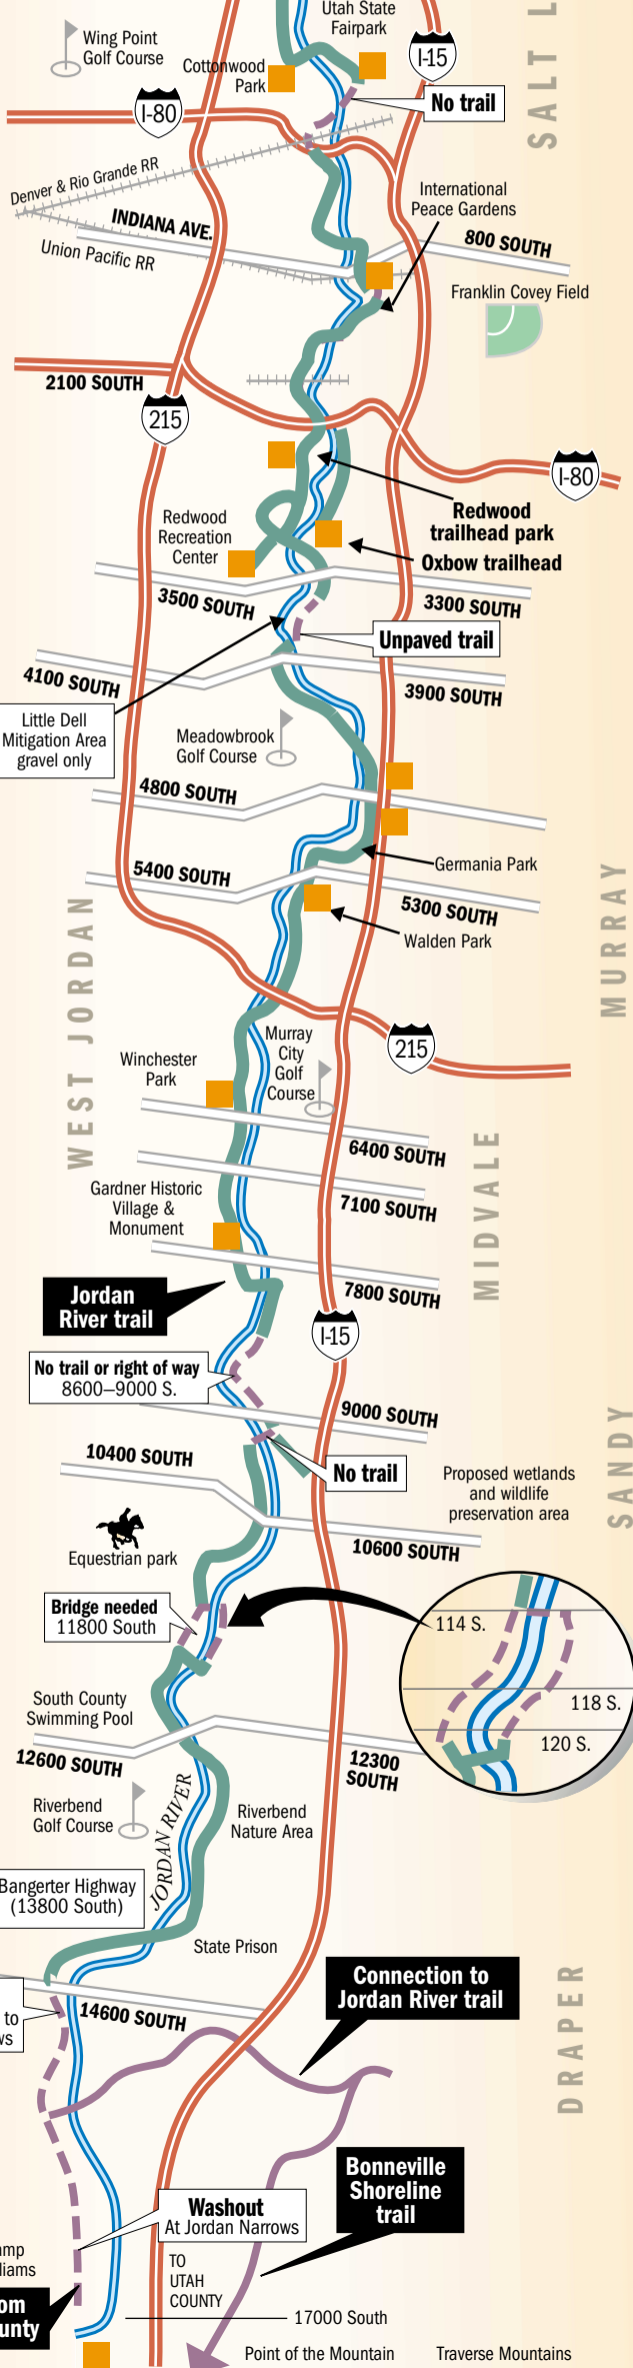 Utah State
Fairpark
Wing Point
Golf Course
I-15
Cottonwood
Park
SALT L
No trail
I-80
Denver & Rio Grande RR
International
Peace Gardens
INDIANA AVE.
800 SOUTH
Union Pacific RR
Franklin Covey Field
2100 SOUTH
215
I-80
Redwood
trailhead park
Redwood
Recreation
Center
Oxbow trailhead
3500 SOUTH
3300 SOUTH
Unpaved trail
4100 SOUTH
3900 SOUTH
Little Dell
Mitigation Area
gravel only
Meadowbrook
Golf Course
4800 SOUTH
Germania Park
5400 SOUTH
5300 SOUTH
MURRAY
WEST JORDAN
Walden Park
Murray
City
Golf
Course
215
Winchester
Park
6400 SOUTH
MIDVALE
Gardner Historic
Village &
Monument
7100 SOUTH
7800 SOUTH
Jordan
River trail
I-15
No trail or right of way
8600–9000 S.
9000 SOUTH
SANDY
10400 SOUTH
No trail
Proposed wetlands
and wildlife
preservation area
10600 SOUTH
Equestrian park
Bridge needed
11800 South
114 S.
118 S.
120 S.
South County
Swimming Pool
12600 SOUTH
12300
SOUTH
Riverbend
Golf Course
JORDAN RIVER
Riverbend
Nature Area
Bangerter Highway
(13800 South)
State Prison
Connection to
Jordan River trail
DRAPER
to
ws
14600 SOUTH
Bonneville
Shoreline
trail
Washout
At Jordan Narrows
amp
liams
TO
UTAH
COUNTY
om
unty
17000 South
Point of the Mountain
Traverse Mountains